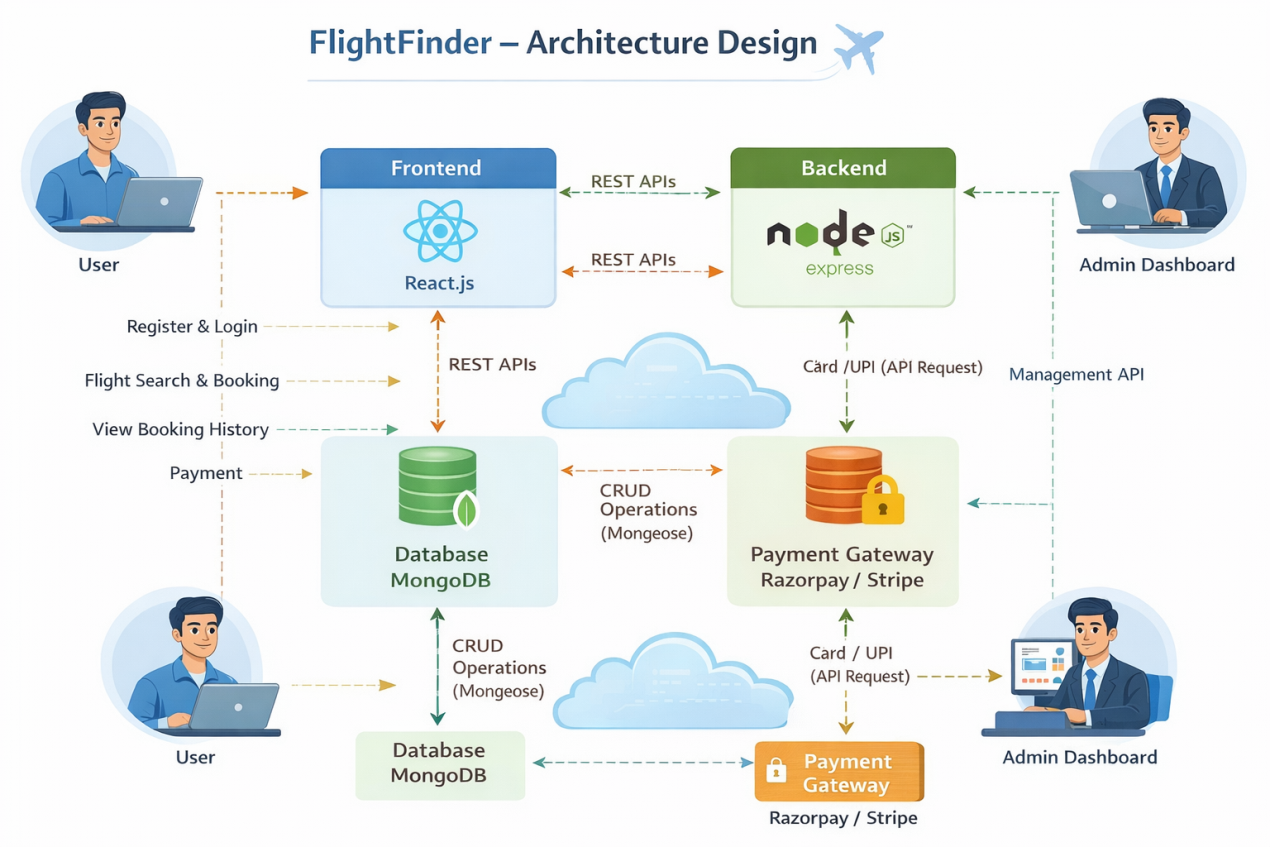 FlightFinder – Architecture Design
User
Frontend
React.js
REST APIs
REST APIs
Backend
node
JS
express
Admin Dashboard
Register & Login
Flight Search & Booking
View Booking History
Payment
REST APIs
Card /UPI (API Request)
Management API
Database
MongoDB
CRUD
Operations
(Mongeose)
Payment Gateway
Razorpay / Stripe
User
CRUD
Operations
(Mongeose)
Card / UPI
(API Request)
Admin Dashboard
Database
MongoDB
Payment
Gateway
Razorpay / Stripe